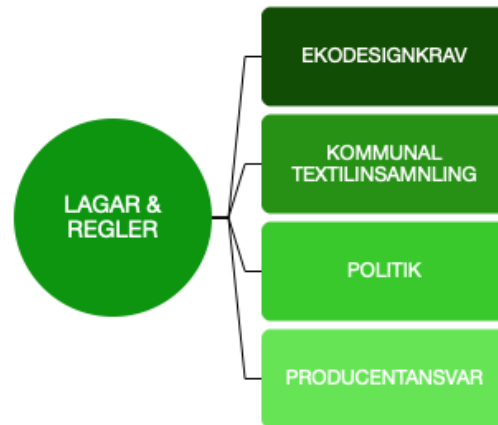 LAGAR &
REGLER
EKODESIGNKRAV
KOMMUNAL
TEXTILINSAMNLING
POLITIK
PRODUCENTANSVAR